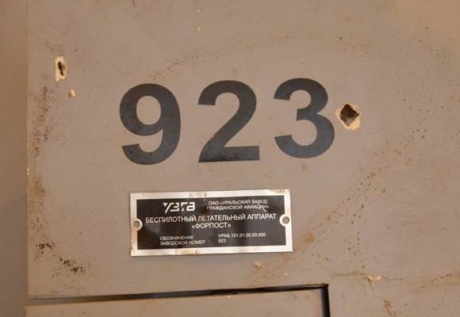 923
УЗГА
ОАО «УРАЛЬСКИЙ ЗАВОД
ГРАЖДАНСКОЙ АВИАЦИИ»
БЕСПИЛОТНЫЙ ЛЕТАТЕЛЬНЫЙ АППАРАТ
«ФОРПОСТ»
ОБОЗНАЧЕНИЕ
ЗАВОДСКОЙ НОМЕР 923